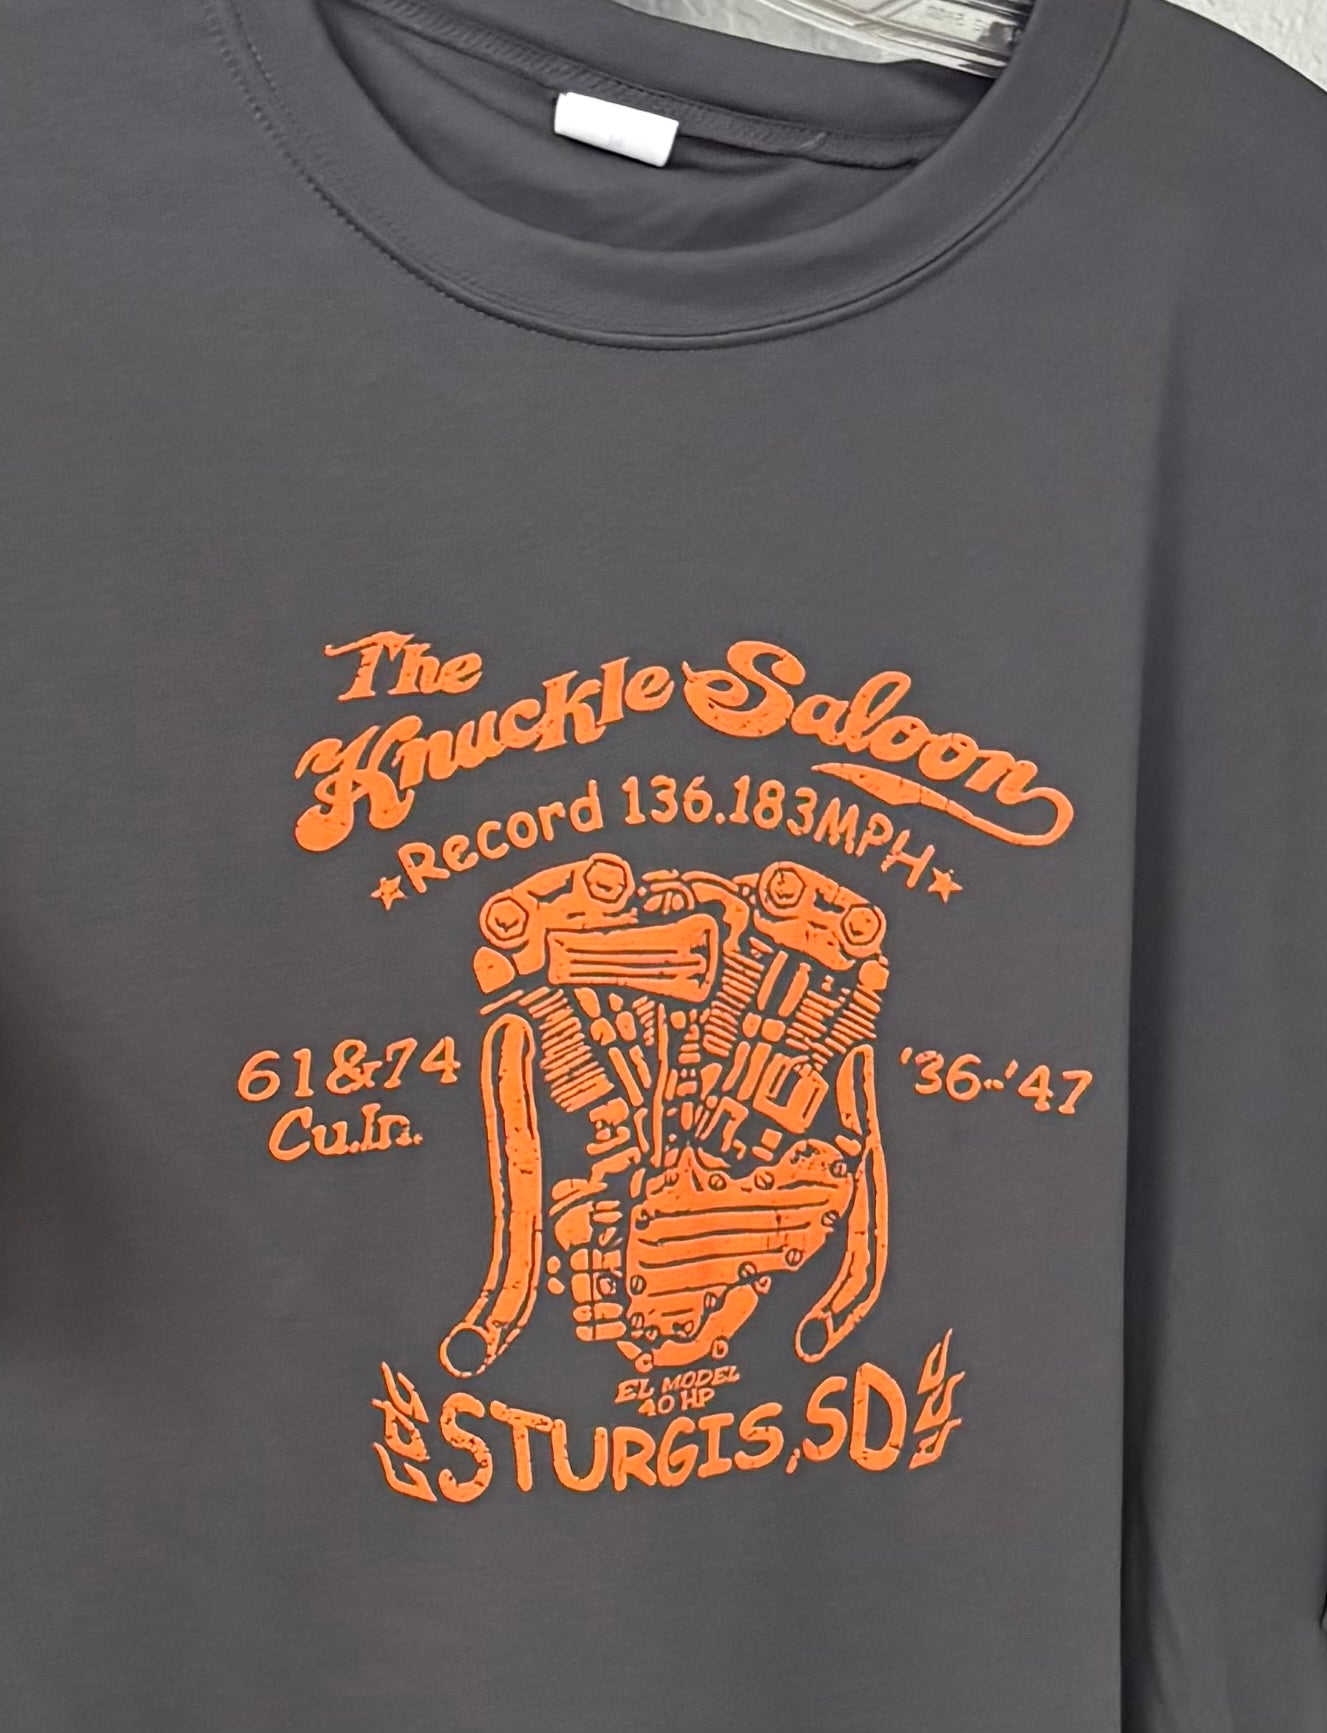 The
Knuckle Saloon
Record 136.183MPH
61&74
Cu.In.
'36-'47
EL MODEL
40 HP
STURGIS, SD